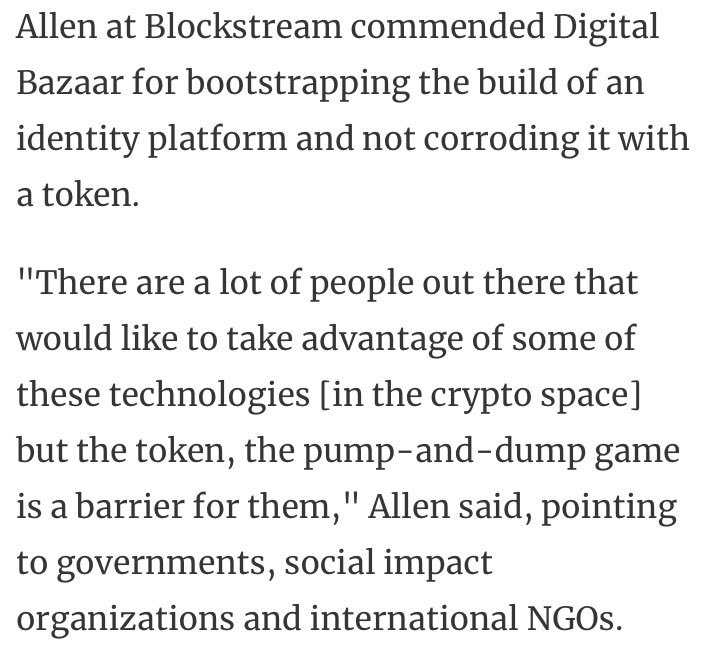 Allen at Blockstream commended Digital
Bazaar for bootstrapping the build of an
identity platform and not corroding it with
a token.
"There are a lot of people out there that
would like to take advantage of some of
these technologies [in the crypto space]
but the token, the pump-and-dump game
is a barrier for them," Allen said, pointing
to governments, social impact
organizations and international NGOs.